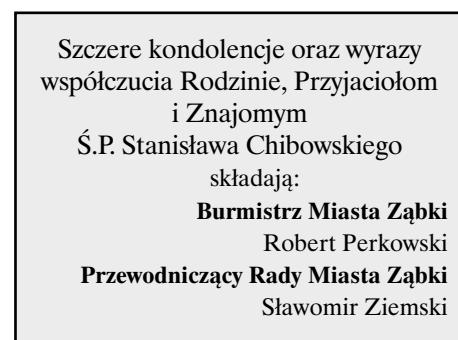 Szczere kondolencje oraz wyrazy
współczucia Rodzinie, Przyjaciołom
i Znajomym
Ś.P. Stanisława Chibowskiego
składają:
Burmistrz Miasta Ząbki
Robert Perkowski
Przewodniczący Rady Miasta Ząbki
Sławomir Ziemski